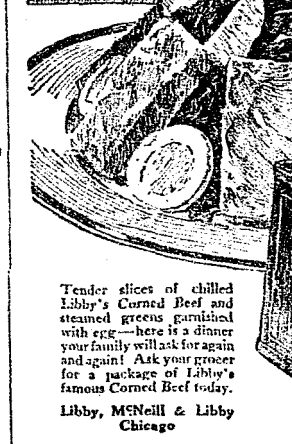 Tender slices of chilled
Libby's Corned Beef and
steamed greens garnished
with egg—here is a dinner
your family will ask for again
and again! Ask your grocer
for a package of Libby's
famous Corned Beef today.
Libby, McNeill & Libby
Chicago